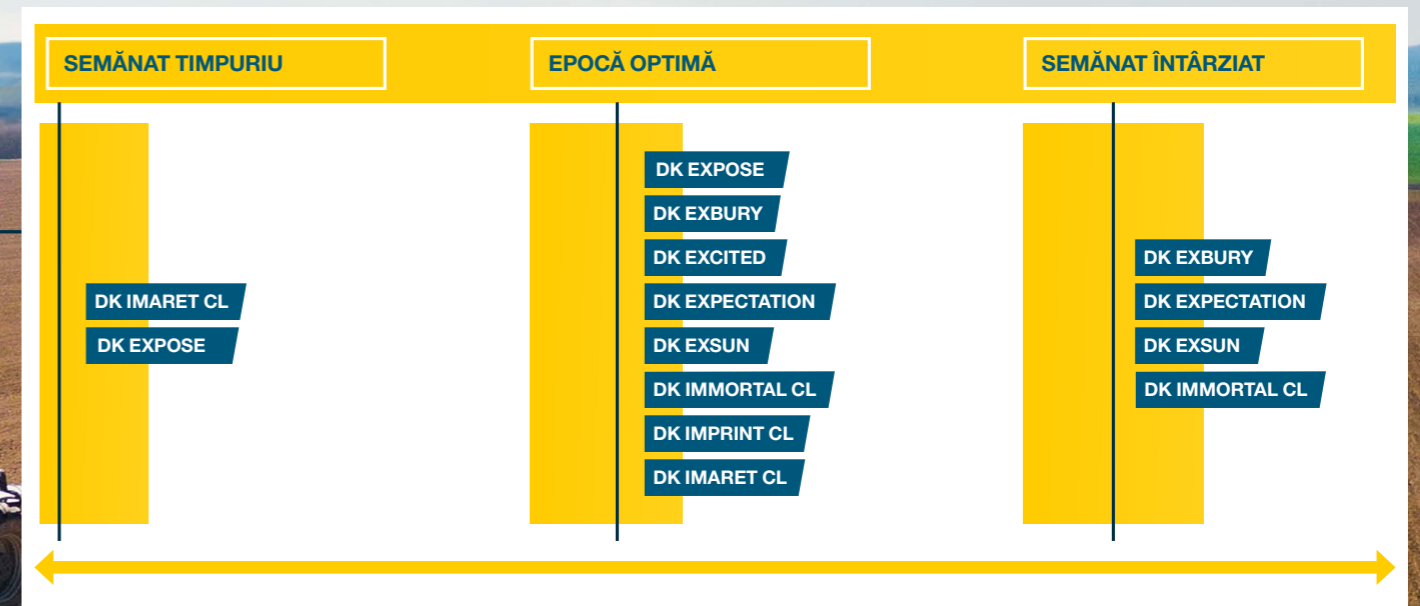 SEMĂNAT TIMPURIU
EPOCĂ OPTIMĂ
SEMĂNAT ÎNTÂRZIAT
DK IMARET CL
DK EXPOSE
DK EXPOSE
DK EXBURY
DK EXCITED
DK EXPECTATION
DK EXSUN
DK IMMORTAL CL
DK IMPRINT CL
DK IMARET CL
DK EXBURY
DK EXPECTATION
DK EXSUN
DK IMMORTAL CL